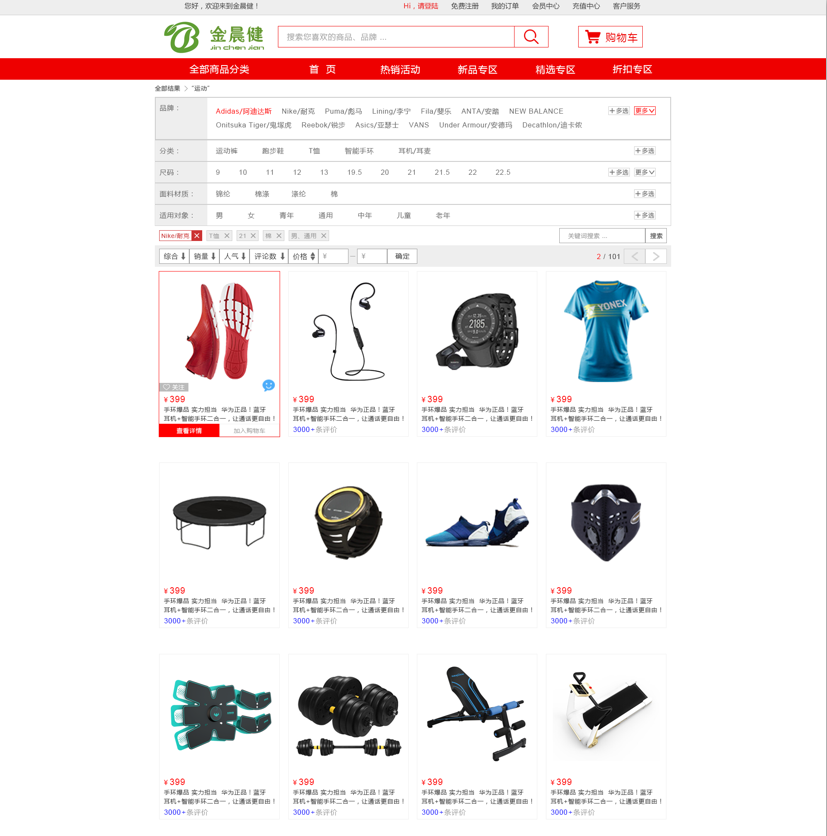 您好，欢迎来到金晨健！ Hi，请登陆 免费注册 我的订单 会员中心 充值中心 客户服务
金晨健
jin shen jian
搜索您喜欢的商品、品牌 ...
购物车
全部商品分类 首 页 热销活动 新品专区 精选专区 折扣专区
全部结果 > "运动"
品牌： Adidas/阿迪达斯 Nike/耐克 Puma/彪马 Lining/李宁 Fila/斐乐 ANTA/安踏 NEW BALANCE +多选 更多
Onitsuka Tiger/鬼塚虎 Reebok/锐步 Asics/亚瑟士 VANS Under Armour/安德玛 Decathlon/迪卡侬
分类： 运动裤 跑步鞋 T恤 智能手环 耳机/耳麦 +多选
尺码： 9 10 11 12 13 19.5 20 21 21.5 22 22.5 +多选 更多
面料材质： 锦纶 棉涤 涤纶 棉 +多选
适用对象： 男 女 青年 通用 中年 儿童 老年 +多选
Nike/耐克 × T恤 × 21 × 棉 × 男，通用 × 关键词搜索 ... 搜索
综合 销量 人气 评论数 价格 ¥ — ¥ 确定 2 / 101 < >
2185
YONEX
关注
¥ 399 ¥ 399 ¥ 399 ¥ 399
手环爆品 实力担当 华为正品！蓝牙 手环爆品 实力担当 华为正品！蓝牙 手环爆品 实力担当 华为正品！蓝牙 手环爆品 实力担当 华为正品！蓝牙
耳机+智能手环二合一，让通话更自由！ 耳机+智能手环二合一，让通话更自由！ 耳机+智能手环二合一，让通话更自由！ 耳机+智能手环二合一，让通话更自由！
查看详情 加入购物车 3000+条评价 3000+条评价 3000+条评价
¥ 399 ¥ 399 ¥ 399 ¥ 399
手环爆品 实力担当 华为正品！蓝牙 手环爆品 实力担当 华为正品！蓝牙 手环爆品 实力担当 华为正品！蓝牙 手环爆品 实力担当 华为正品！蓝牙
耳机+智能手环二合一，让通话更自由！ 耳机+智能手环二合一，让通话更自由！ 耳机+智能手环二合一，让通话更自由！ 耳机+智能手环二合一，让通话更自由！
3000+条评价 3000+条评价 3000+条评价 3000+条评价
¥ 399 ¥ 399 ¥ 399 ¥ 399
手环爆品 实力担当 华为正品！蓝牙 手环爆品 实力担当 华为正品！蓝牙 手环爆品 实力担当 华为正品！蓝牙 手环爆品 实力担当 华为正品！蓝牙
耳机+智能手环二合一，让通话更自由！ 耳机+智能手环二合一，让通话更自由！ 耳机+智能手环二合一，让通话更自由！ 耳机+智能手环二合一，让通话更自由！
3000+条评价 3000+条评价 3000+条评价 3000+条评价